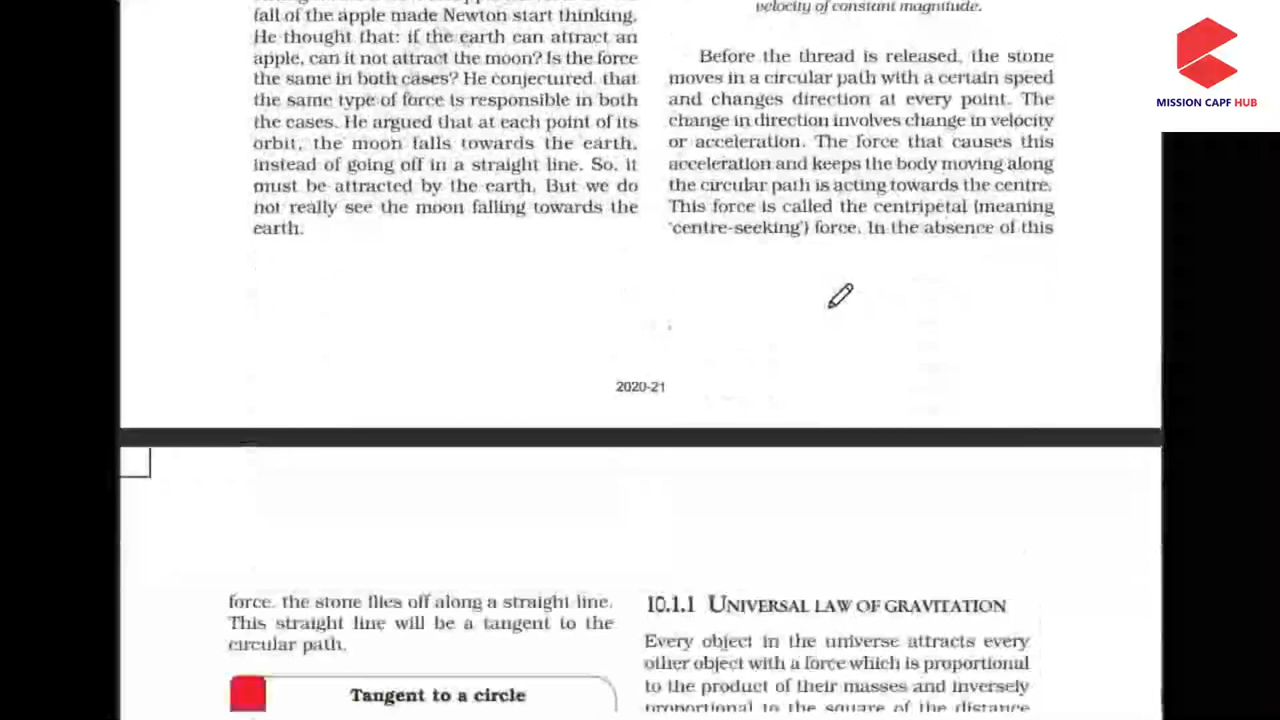 fall of the apple made Newton start thinking.
He thought that: if the earth can attract an
apple, can it not attract the moon? Is the force
the same in both cases? He conjectured that
the same type of force is responsible in both
the cases. He argued that at each point of its
orbit, the moon falls towards the earth,
instead of going off in a straight line. So, it
must be attracted by the earth. But we do
not really see the moon falling towards the
earth.
velocity of constant magnitude.
Before the thread is released, the stone
moves in a circular path with a certain speed
and changes direction at every point. The
change in direction involves change in velocity
or acceleration. The force that causes this
acceleration and keeps the body moving along
the circular path is acting towards the centre.
This force is called the centripetal (meaning
'centre-seeking') force. In the absence of this
MISSION CAPF HUB
2020-21
force, the stone flies off along a straight line.
This straight line will be a tangent to the
circular path.
Tangent to a circle
10.1.1 UNIVERSAL LAW OF GRAVITATION
Every object in the universe attracts every
other object with a force which is proportional
to the product of their masses and inversely
proportional to the square of the distance